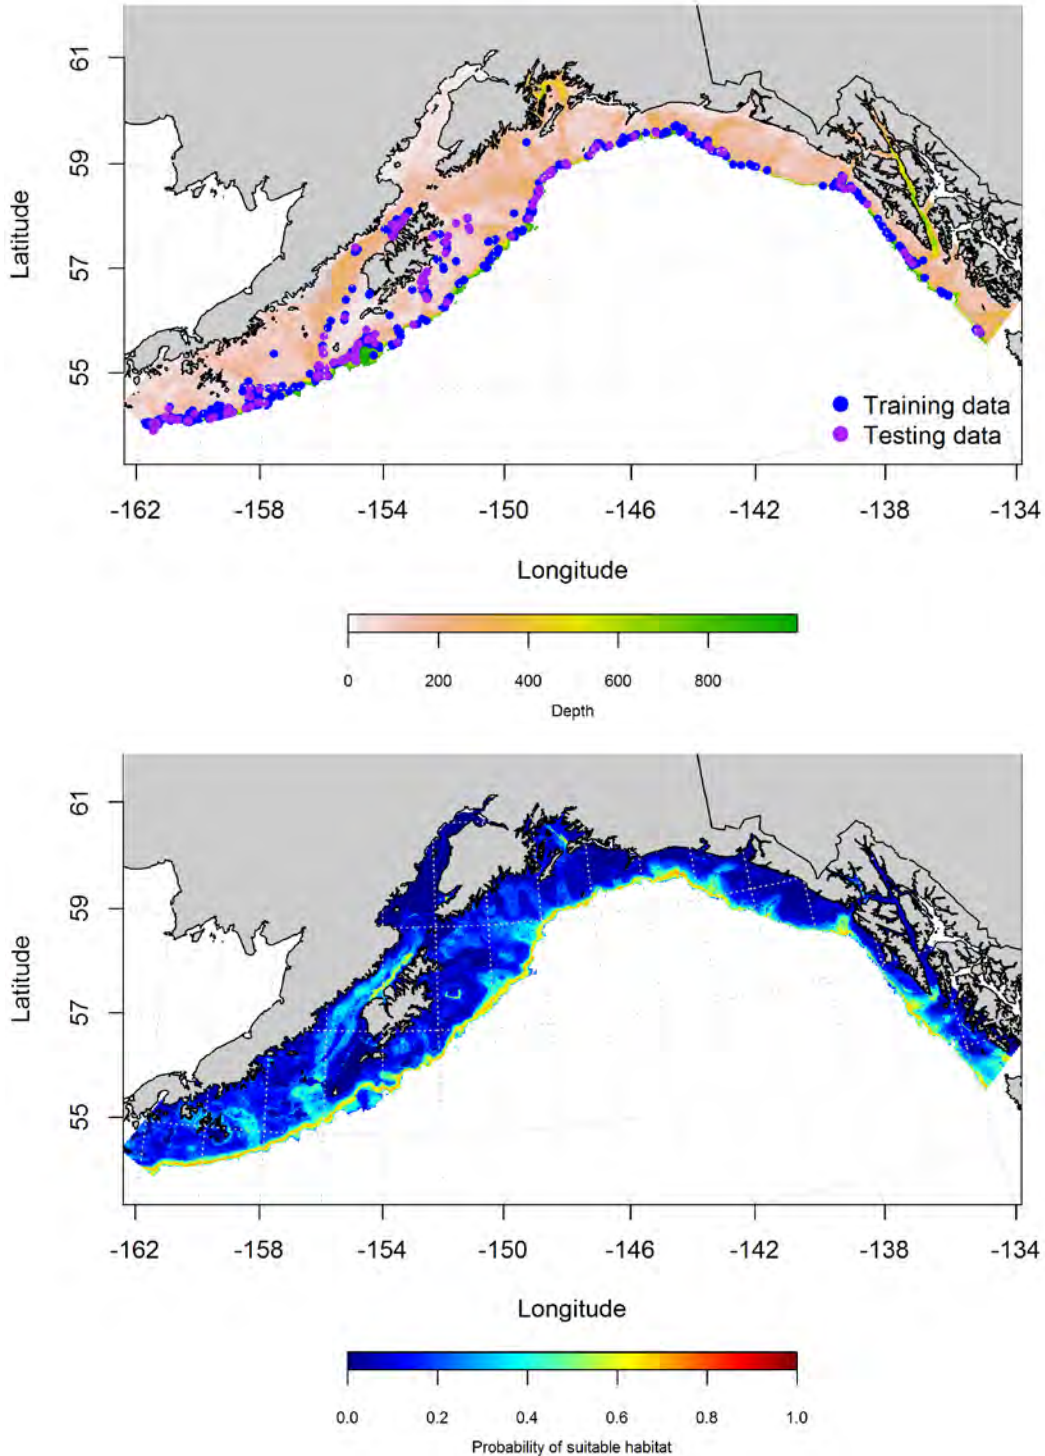 61
59
57
55
Latitude
Training data
Testing data
-162 -158 -154 -150 -146 -142 -138 -134
Longitude
0 200 400 600 800
Depth
61
59
57
55
Latitude
-162 -158 -154 -150 -146 -142 -138 -134
Longitude
0.0 0.2 0.4 0.6 0.8 1.0
Probability of suitable habitat